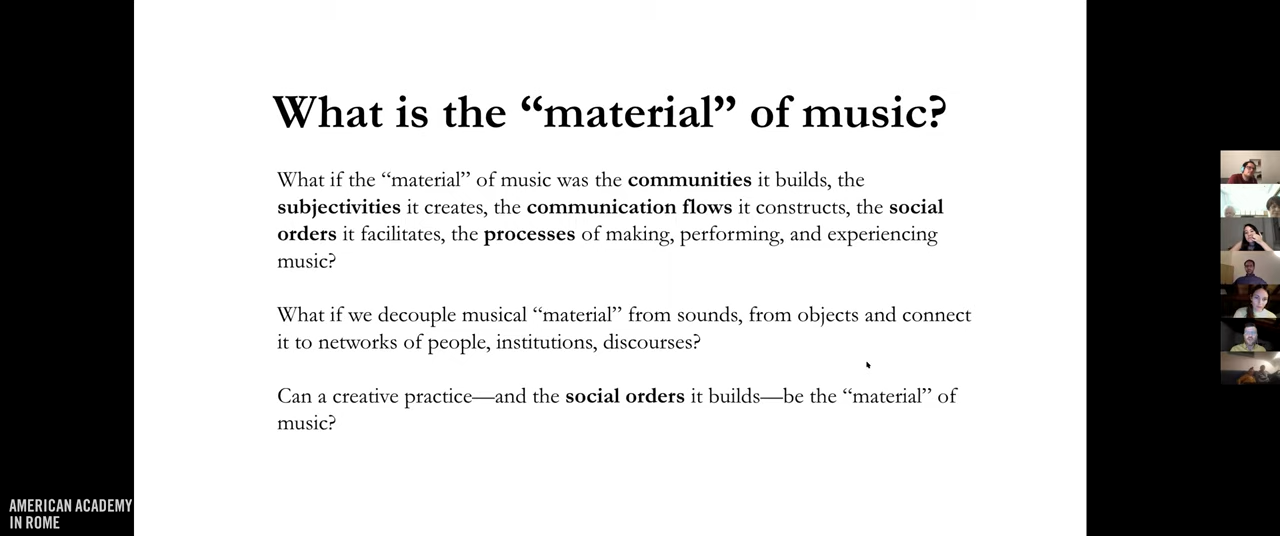 What is the “material” of music?
What if the “material” of music was the communities it builds, the
subjectivities it creates, the communication flows it constructs, the social
orders it facilitates, the processes of making, performing, and experiencing
music?
What if we decouple musical “material” from sounds, from objects and connect
it to networks of people, institutions, discourses?
Can a creative practice—and the social orders it builds—be the “material” of
music?
AMERICAN ACADEMY
IN ROME